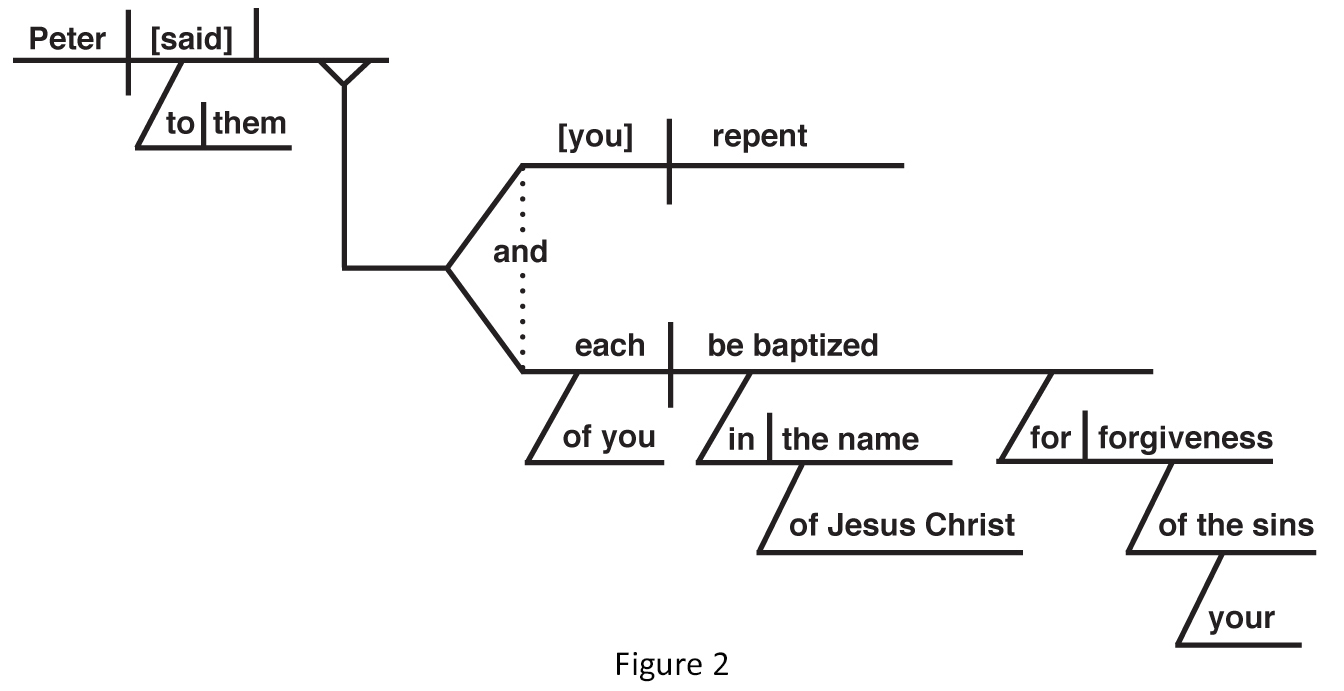 Peter [said]
to them
[you] repent
and
each be baptized
of you in the name for forgiveness
of Jesus Christ of the sins
your
Figure 2